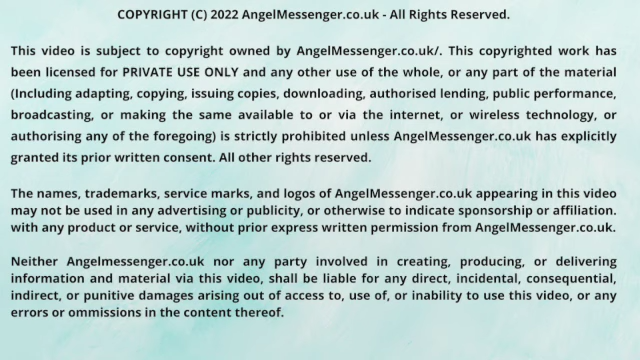 COPYRIGHT (C) 2022 AngelMessenger.co.uk - All Rights Reserved.
This video is subject to copyright owned by AngelMessenger.co.uk/. This copyrighted work has
been licensed for PRIVATE USE ONLY and any other use of the whole, or any part of the material
(Including adapting, copying, issuing copies, downloading, authorised lending, public performance,
broadcasting, or making the same available to or via the internet, or wireless technology, or
authorising any of the foregoing) is strictly prohibited unless AngelMessenger.co.uk has explicitly
granted its prior written consent. All other rights reserved.
The names, trademarks, service marks, and logos of AngelMessenger.co.uk appearing in this video
may not be used in any advertising or publicity, or otherwise to indicate sponsorship or affiliation.
with any product or service, without prior express written permission from AngelMessenger.co.uk.
Neither Angelmessenger.co.uk nor any party involved in creating, producing, or delivering
information and material via this video, shall be liable for any direct, incidental, consequential,
indirect, or punitive damages arising out of access to, use of, or inability to use this video, or any
errors or ommissions in the content thereof.